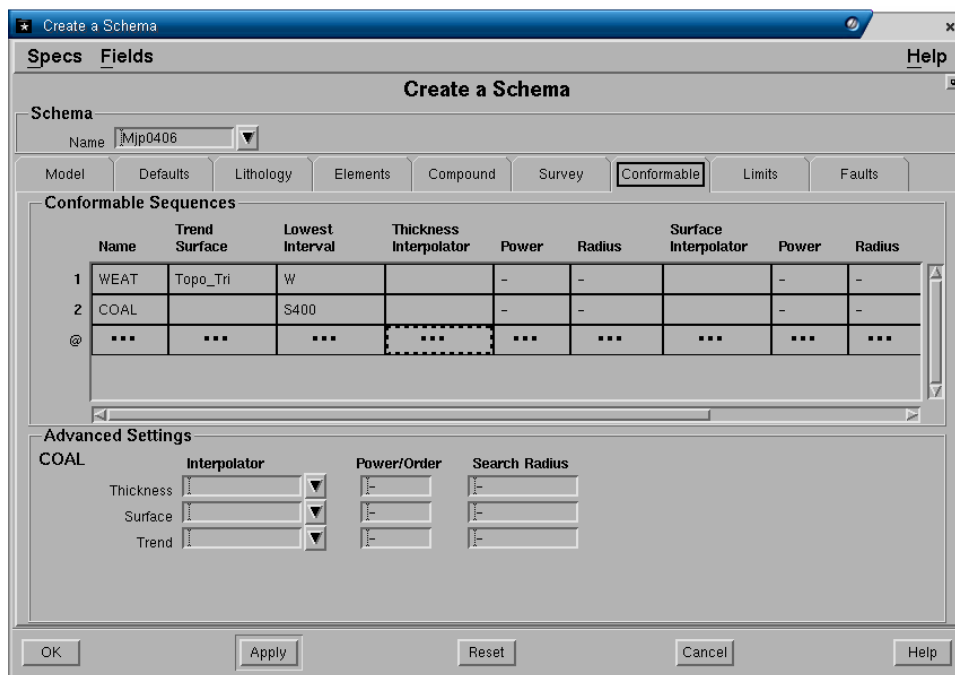 Create a Schema
Specs Fields Help
Create a Schema
Schema
Name Mjp0406
Model Defaults Lithology Elements Compound Survey Conformable Limits Faults
Conformable Sequences
Name Trend Surface Lowest Interval Thickness Interpolator Power Radius Surface Interpolator Power Radius
1 WEAT Topo_Tri W - - - -
2 COAL S400 - - - -
@ ... ... ... ... ... ... ... ... ...
Advanced Settings
COAL Interpolator Power/Order Search Radius
Thickness - -
Surface - -
Trend - -
OK Apply Reset Cancel Help